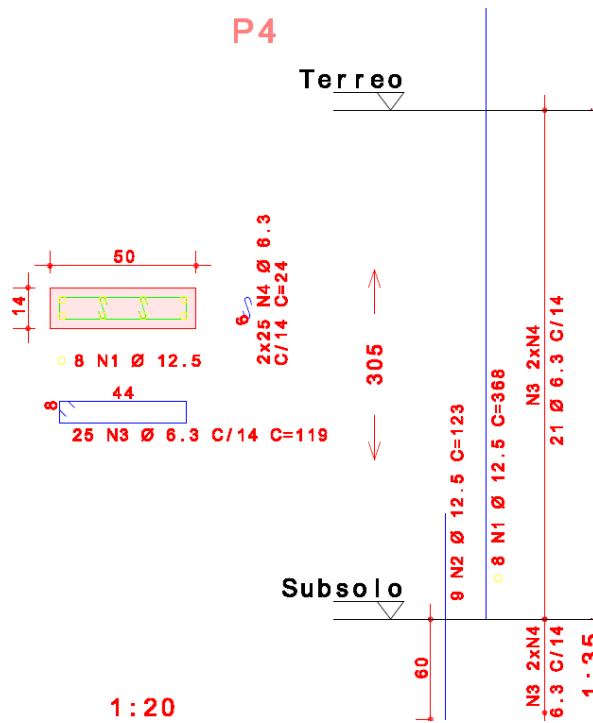 P4
Terreo
50
14
6
2x25 N4 Ø 6.3
C/14 C=24
8 N1 Ø 12.5
44
8
25 N3 Ø 6.3 C/14 C=119
305
9 N2 Ø 12.5 C=123
8 N1 Ø 12.5 C=368
N3 2xN4
21 Ø 6.3 C/14
Subsolo
60
N3 2xN4
6.3 C/14
1:20